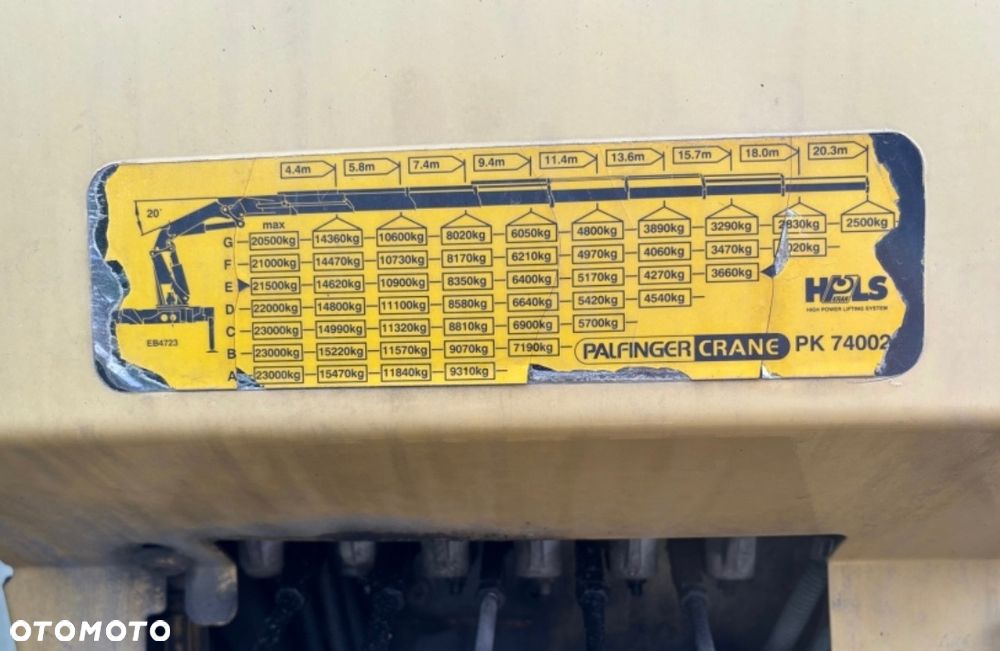 4.4m 5.8m 7.4m 9.4m 11.4m 13.6m 15.7m 18.0m 20.3m
20°
max
G 20500kg 14360kg 10600kg 8020kg 6050kg 4800kg 3890kg 3290kg 2830kg 2500kg
F 21000kg 14470kg 10730kg 8170kg 6210kg 4970kg 4060kg 3470kg 020kg
E 21500kg 14620kg 10900kg 8350kg 6400kg 5170kg 4270kg 3660kg
D 22000kg 14800kg 11100kg 8580kg 6640kg 5420kg 4540kg
C 23000kg 14990kg 11320kg 8810kg 6900kg 5700kg
B 23000kg 15220kg 11570kg 9070kg 7190kg
A 23000kg 15470kg 11840kg 9310kg
EB4723
HPLS
HIGH POWER LIFTING SYSTEM
PALFINGER CRANE PK 74002
OTOMOTO